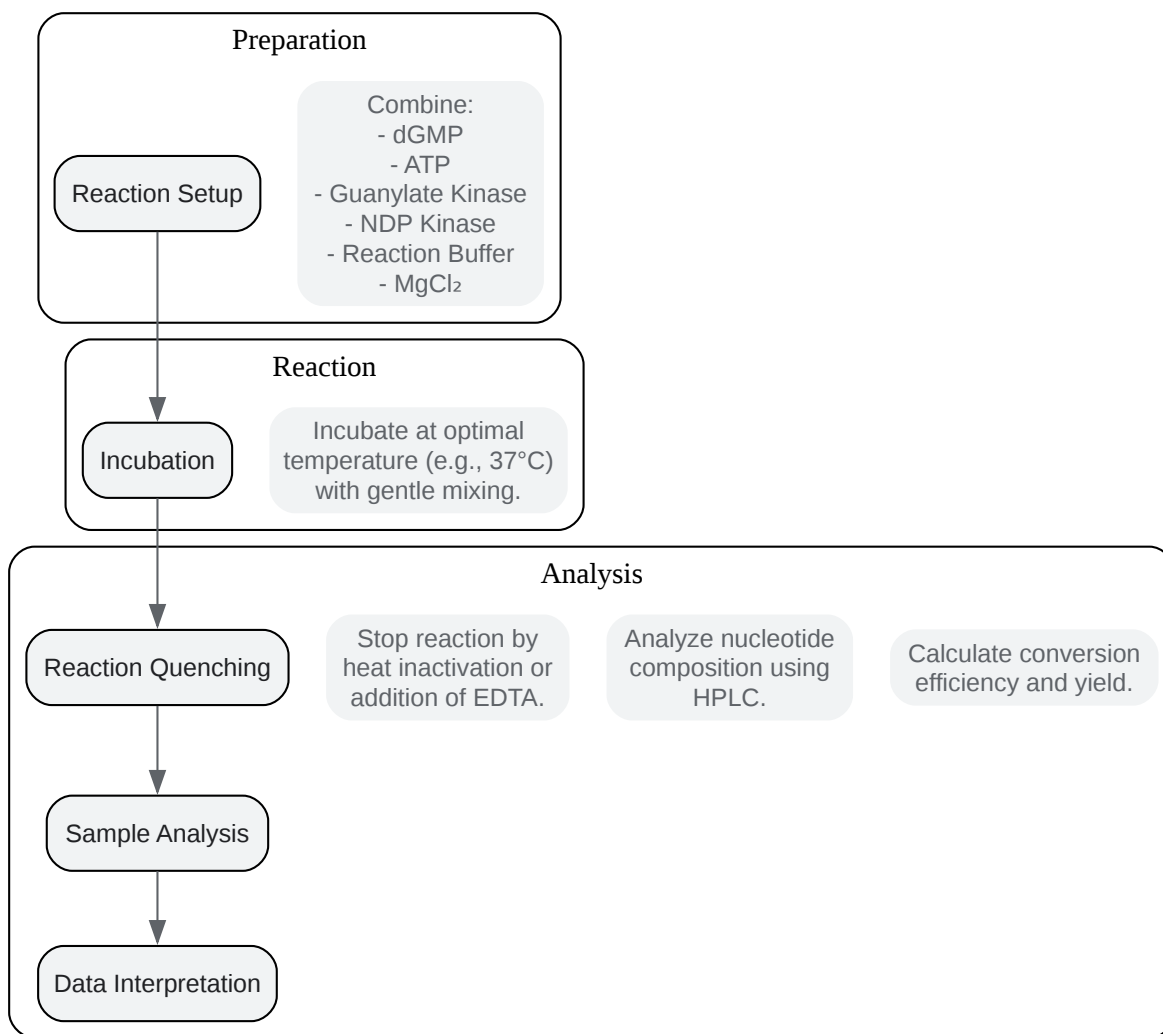 Preparation
Combine:
- dGMP
- ATP
- Guanylate Kinase
- NDP Kinase
- Reaction Buffer
- MgCl₂
Reaction Setup
Reaction
Incubation
Incubate at optimal
temperature (e.g., 37°C)
with gentle mixing.
Analysis
Reaction Quenching
Stop reaction by
heat inactivation or
addition of EDTA.
Analyze nucleotide
composition using
HPLC.
Calculate conversion
efficiency and yield.
Sample Analysis
Data Interpretation